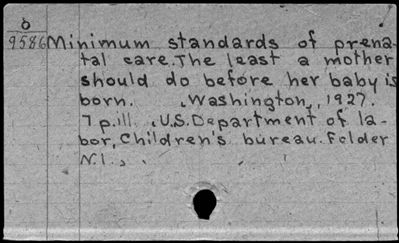 o
9586 Minimum standards of prena-
tal care. The least a mother
should do before her baby is
born. Washington, 1927.
7 p. ill. U.S. Department of la-
bor, Children's bureau. Folder
N.1.